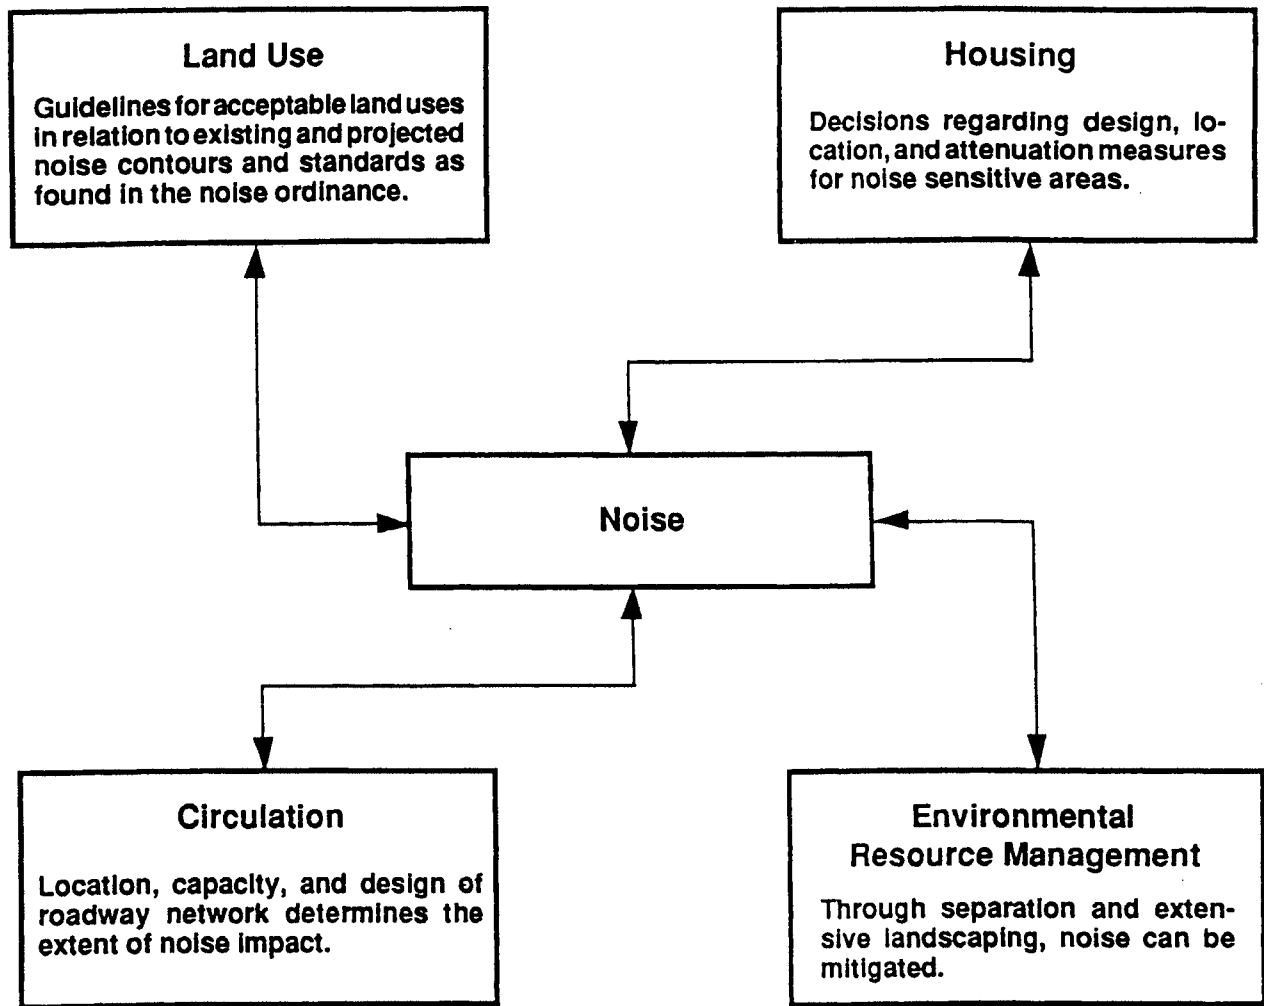 Land Use
Guidelines for acceptable land uses
in relation to existing and projected
noise contours and standards as
found in the noise ordinance.
Housing
Decisions regarding design, lo-
cation, and attenuation measures
for noise sensitive areas.
Noise
Circulation
Location, capacity, and design of
roadway network determines the
extent of noise impact.
Environmental
Resource Management
Through separation and exten-
sive landscaping, noise can be
mitigated.